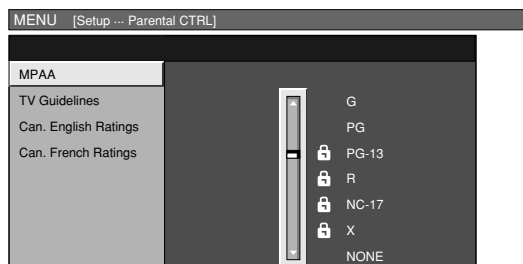 MENU [Setup ··· Parental CTRL]
MPAA
TV Guidelines
Can. English Ratings
Can. French Ratings
G
PG
PG-13
R
NC-17
X
NONE